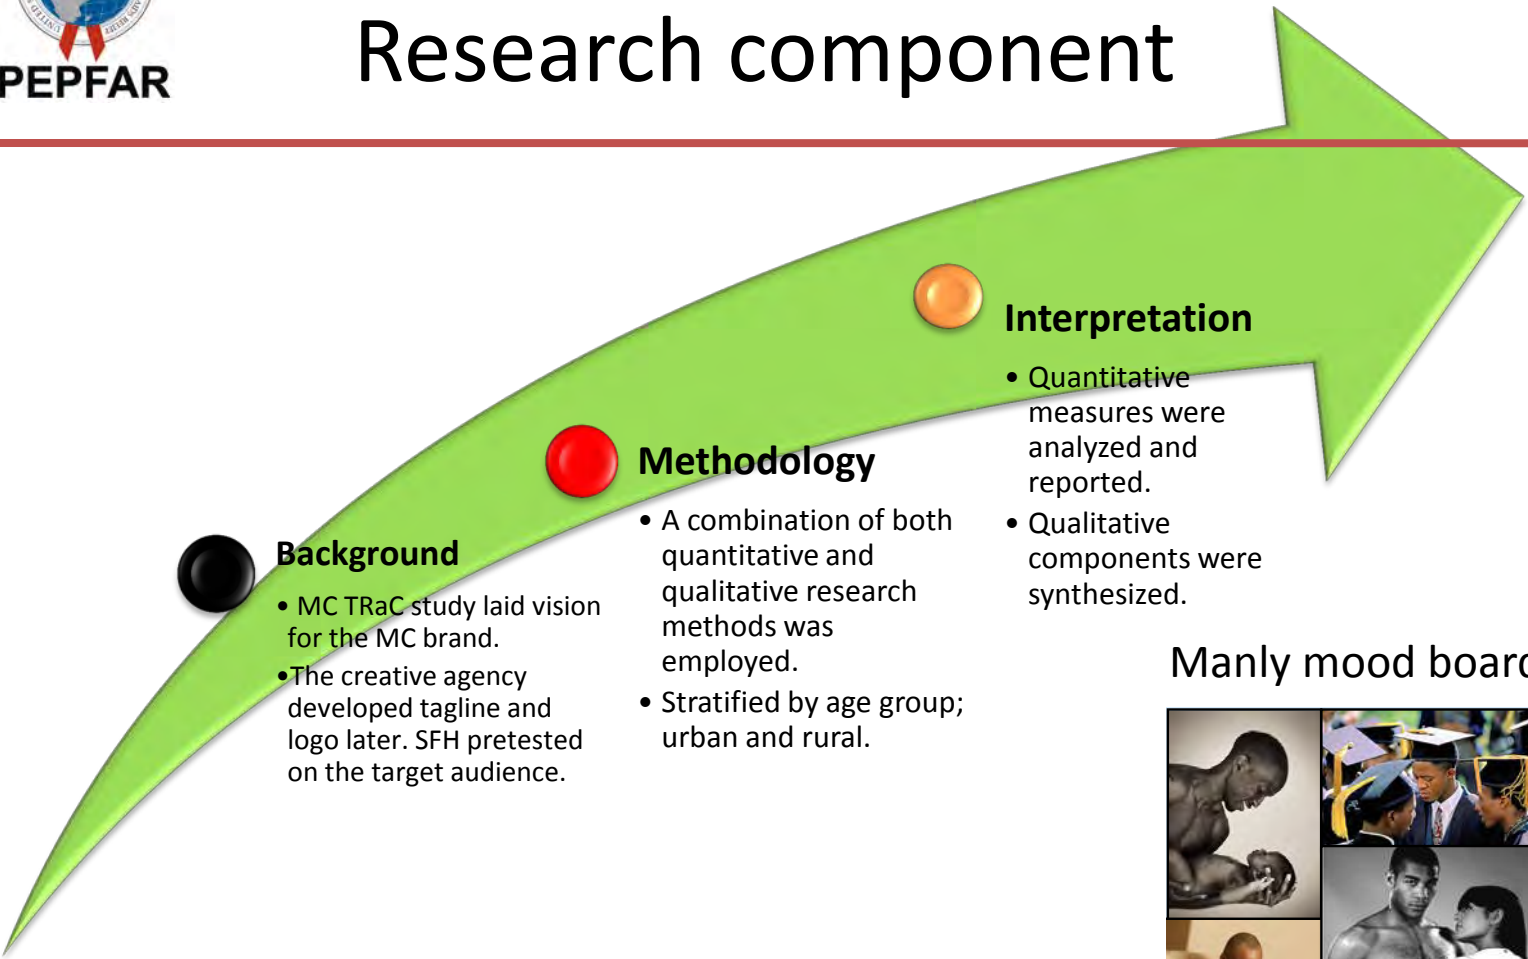 PEPFAR
Research component
Background
• MC TRaC study laid vision
for the MC brand.
•The creative agency
developed tagline and
logo later. SFH pretested
on the target audience.
Methodology
• A combination of both
quantitative and
qualitative research
methods was
employed.
• Stratified by age group;
urban and rural.
Interpretation
• Quantitative
measures were
analyzed and
reported.
• Qualitative
components were
synthesized.
Manly mood board